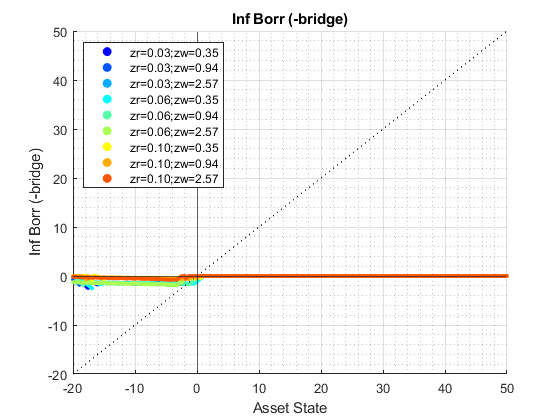 Inf Borr (-bridge)
50
40
30
20
10
0
-10
-20
Inf Borr (-bridge)
zr=0.03;zw=0.35
zr=0.03;zw=0.94
zr=0.03;zw=2.57
zr=0.06;zw=0.35
zr=0.06;zw=0.94
zr=0.06;zw=2.57
zr=0.10;zw=0.35
zr=0.10;zw=0.94
zr=0.10;zw=2.57
-20 -10 0 10 20 30 40 50
Asset State